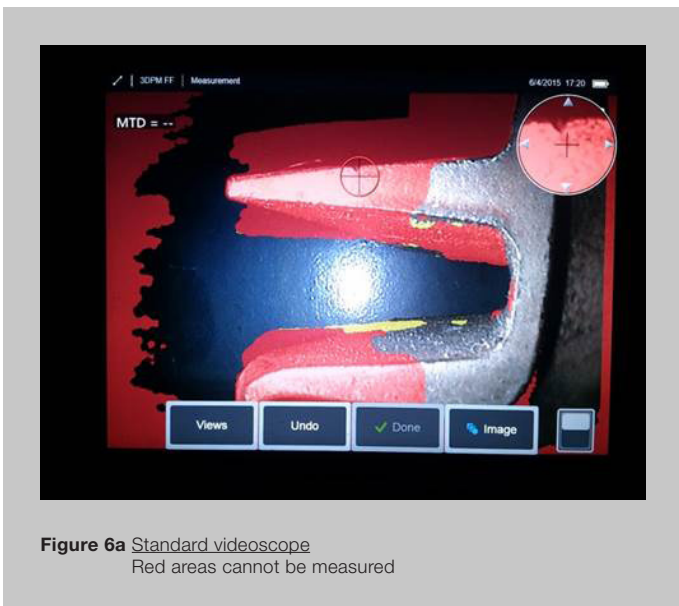 3DPM FF Measurement 6/4/2015 17:20
MTD = --
Views Undo Done Image
Figure 6a Standard videoscope
Red areas cannot be measured